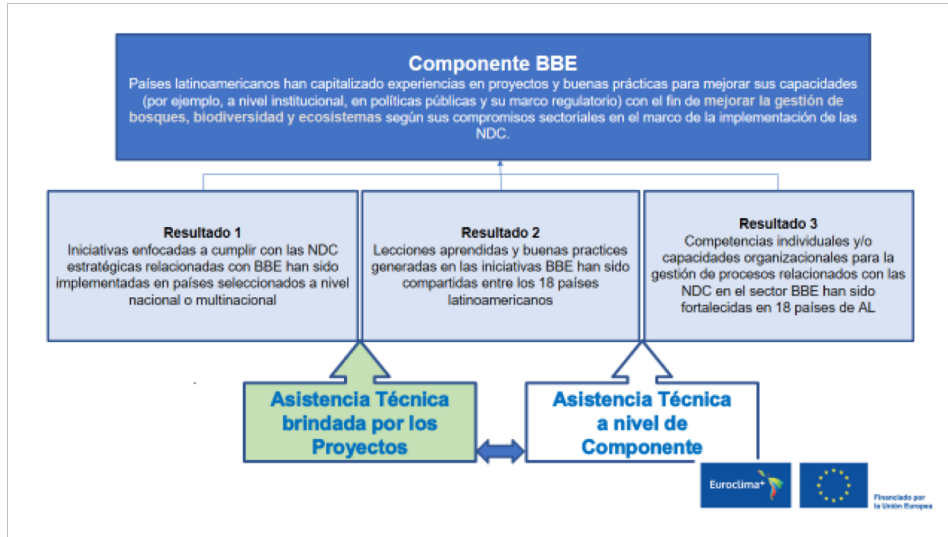 Componente BBE
Países latinoamericanos han capitalizado experiencias en proyectos y buenas prácticas para mejorar sus capacidades
(por ejemplo, a nivel institucional, en políticas públicas y su marco regulatorio) con el fin de mejorar la gestión de
bosques, biodiversidad y ecosistemas según sus compromisos sectoriales en el marco de la implementación de las
NDC.
Resultado 1
Iniciativas enfocadas a cumplir con las NDC
estratégicas relacionadas con BBE han sido
implementadas en países seleccionados a nivel
nacional o multinacional
Resultado 2
Lecciones aprendidas y buenas practices
generadas en las iniciativas BBE han sido
compartidas entre los 18 países
latinoamericanos
Resultado 3
Competencias individuales y/o
capacidades organizacionales para la
gestión de procesos relacionados con las
NDC en el sector BBE han sido
fortalecidas en 18 países de AL
Asistencia Técnica
brindada por los
Proyectos
Asistencia Técnica
a nivel de
Componente
Euroclima+
Financiado por
la Unión Europea